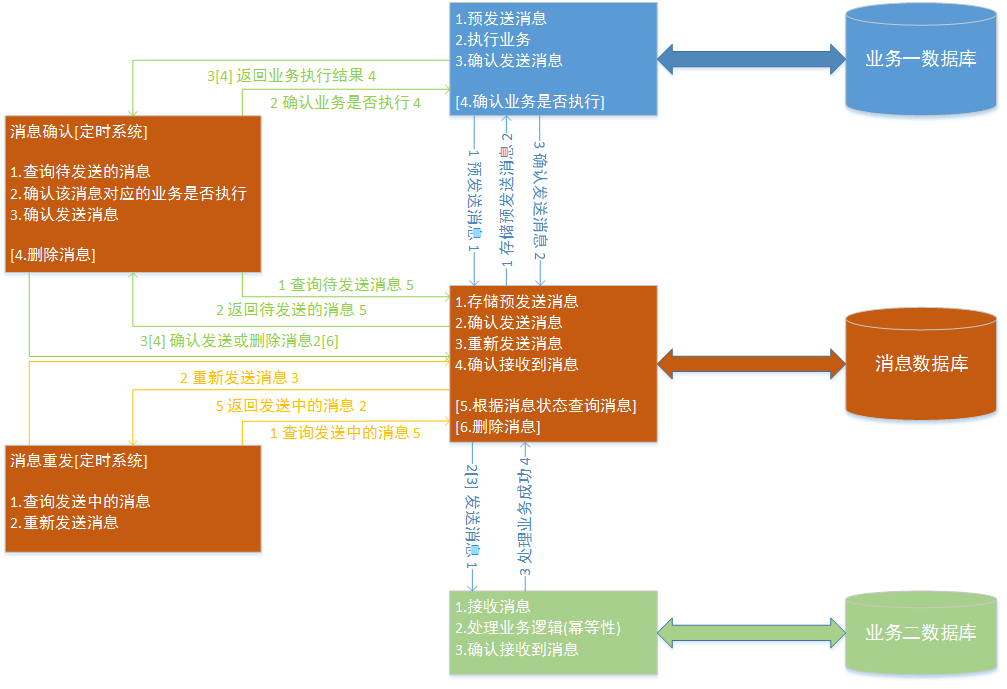 1.预发送消息
2.执行业务
3.确认发送消息
[4.确认业务是否执行]
业务一数据库
3[4] 返回业务执行结果 4
2 确认业务是否执行 4
消息确认[定时系统]
1.查询待发送的消息
2.确认该消息对应的业务是否执行
3.确认发送消息
[4.删除消息]
1 预发送消息 1
1 存储预发送消息 2
3 确认发送消息 2
1 查询待发送消息 5
2 返回待发送的消息 5
3[4] 确认发送或删除消息2[6]
1.存储预发送消息
2.确认发送消息
3.重新发送消息
4.确认接收到消息
[5.根据消息状态查询消息]
[6.删除消息]
消息数据库
2 重新发送消息 3
5 返回发送中的消息 2
1 查询发送中的消息 5
消息重发[定时系统]
1.查询发送中的消息
2.重新发送消息
2[3] 发送消息 1
3 处理业务成功 4
1.接收消息
2.处理业务逻辑(幂等性)
3.确认接收到消息
业务二数据库